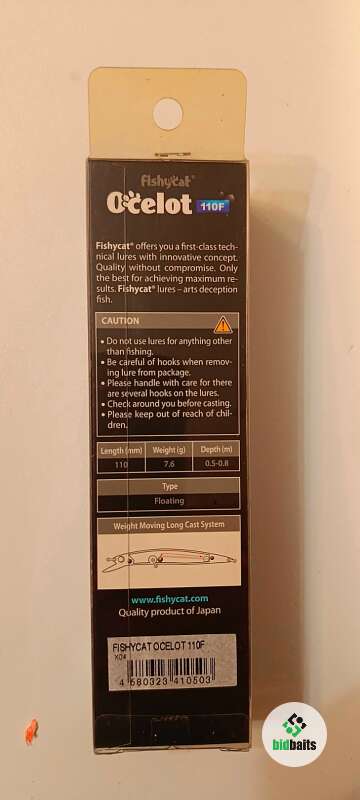 fishycat®
Ocelot 110F
Fishycat® offers you a first-class tech-
nical lures with innovative concept.
Quality without compromise. Only
the best for achieving maximum re-
sults. Fishycat® lures – arts deception
fish.
CAUTION
• Do not use lures for anything other
than fishing.
• Be careful of hooks when remov-
ing lure from package.
• Please handle with care for there
are several hooks on the lures.
• Check around you before casting.
• Please keep out of reach of chil-
dren.
Length (mm) Weight (g) Depth (m)
110 7.6 0.5-0.8
Type
Floating
Weight Moving Long Cast System
www.fishycat.com
Quality product of Japan
FISHYCAT OCELOT 110F
X04
4 580323 410503
bidbaits